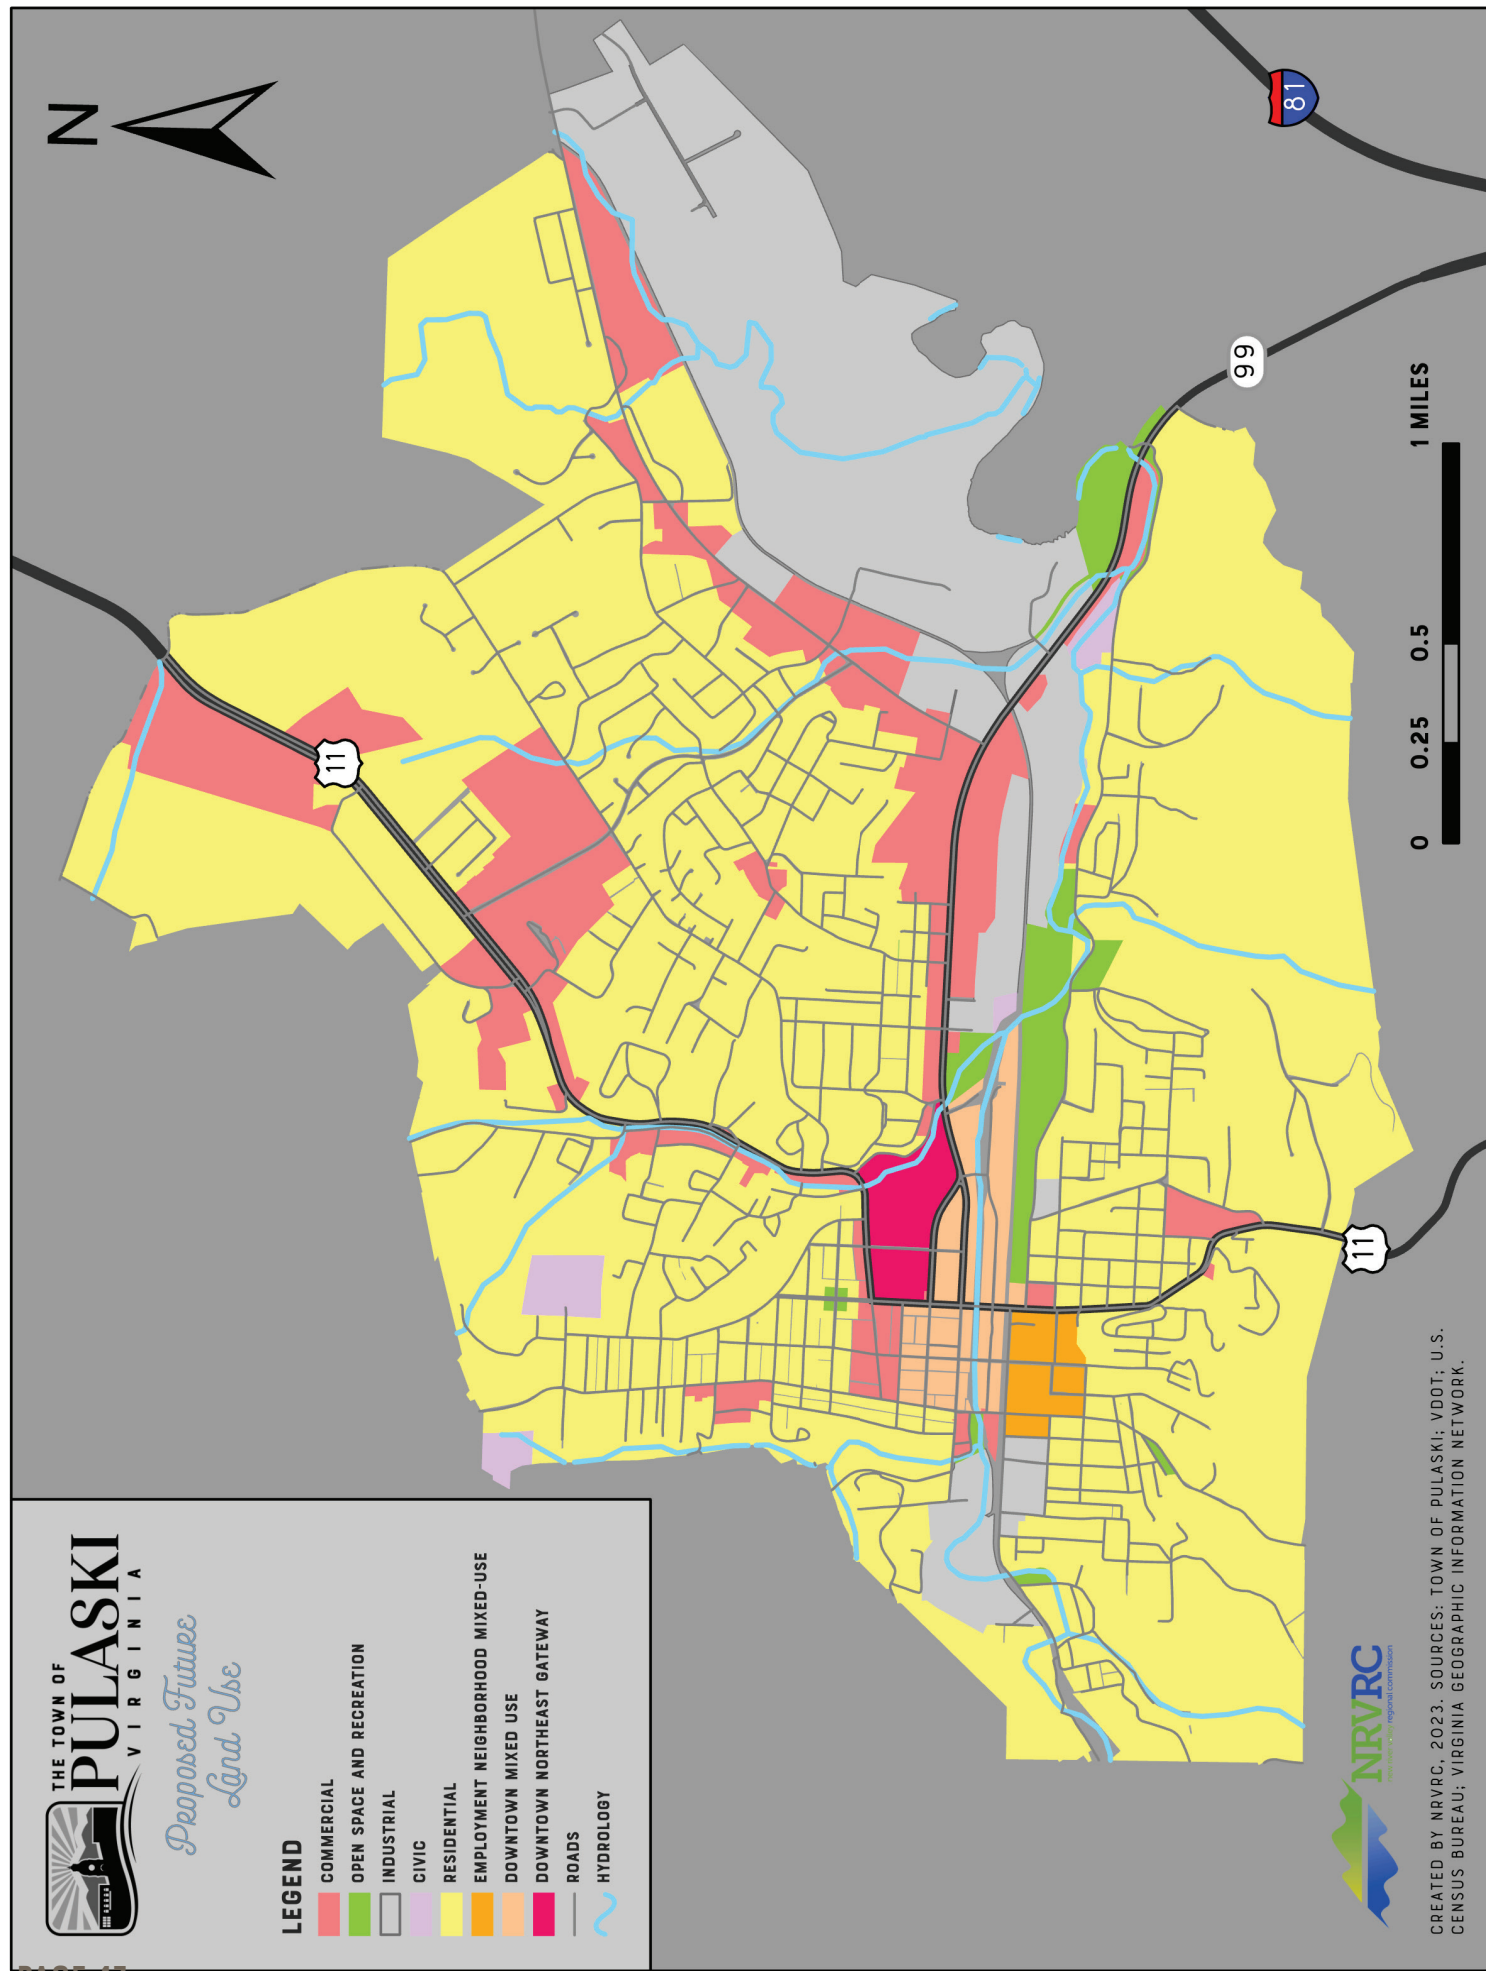 THE TOWN OF
PULASKI
VIRGINIA
Proposed Future
Land Use
LEGEND
COMMERCIAL
OPEN SPACE AND RECREATION
INDUSTRIAL
CIVIC
RESIDENTIAL
EMPLOYMENT NEIGHBORHOOD MIXED-USE
DOWNTOWN MIXED USE
DOWNTOWN NORTHEAST GATEWAY
ROADS
HYDROLOGY
N
11
81
99
11
0 0.25 0.5 1 MILES
NRVRC
regional commission
CREATED BY NRVRC, 2023. SOURCES: TOWN OF PULASKI; VDOT; U.S.
CENSUS BUREAU; VIRGINIA GEOGRAPHIC INFORMATION NETWORK.